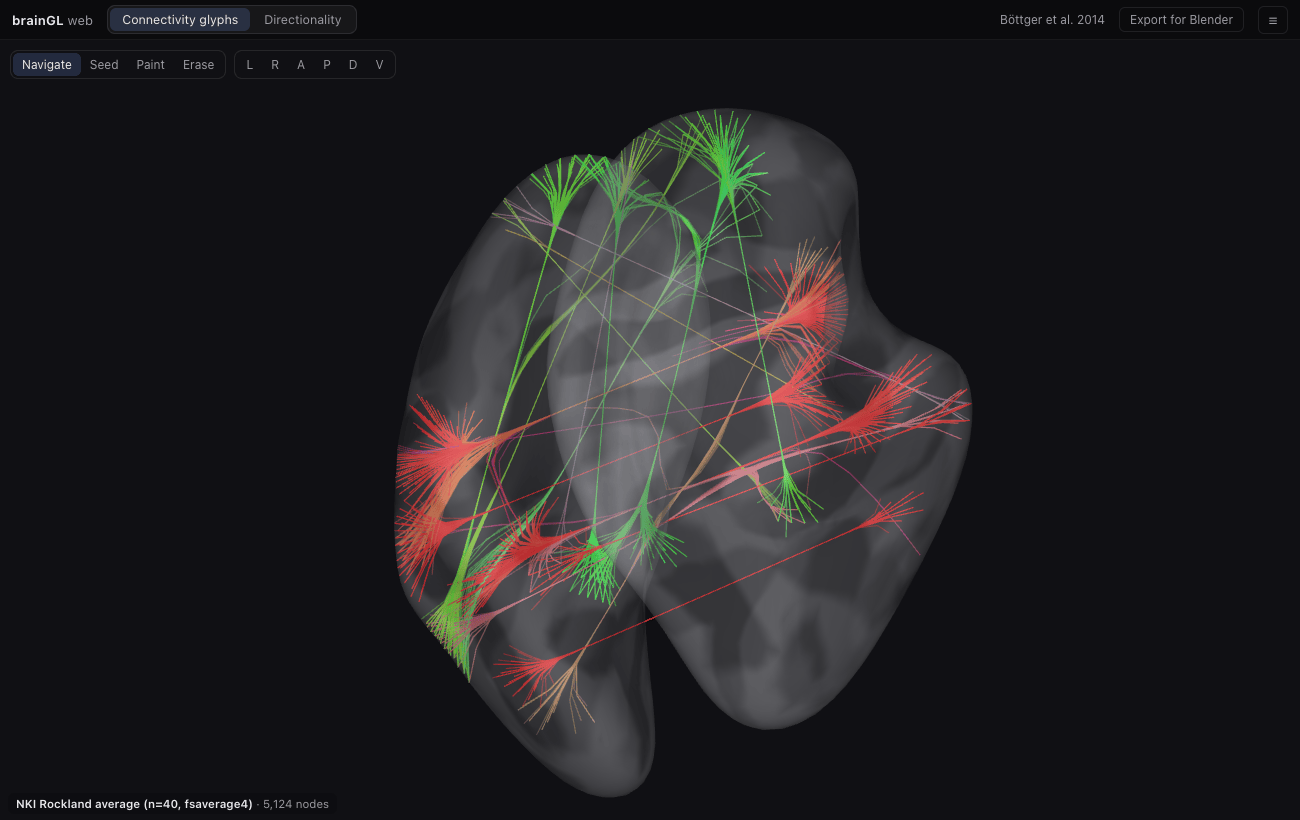 brainGL web Connectivity glyphs Directionality Böttger et al. 2014 Export for Blender ≡
Navigate Seed Paint Erase L R A P D V
NKI Rockland average (n=40, fsaverage4) · 5,124 nodes